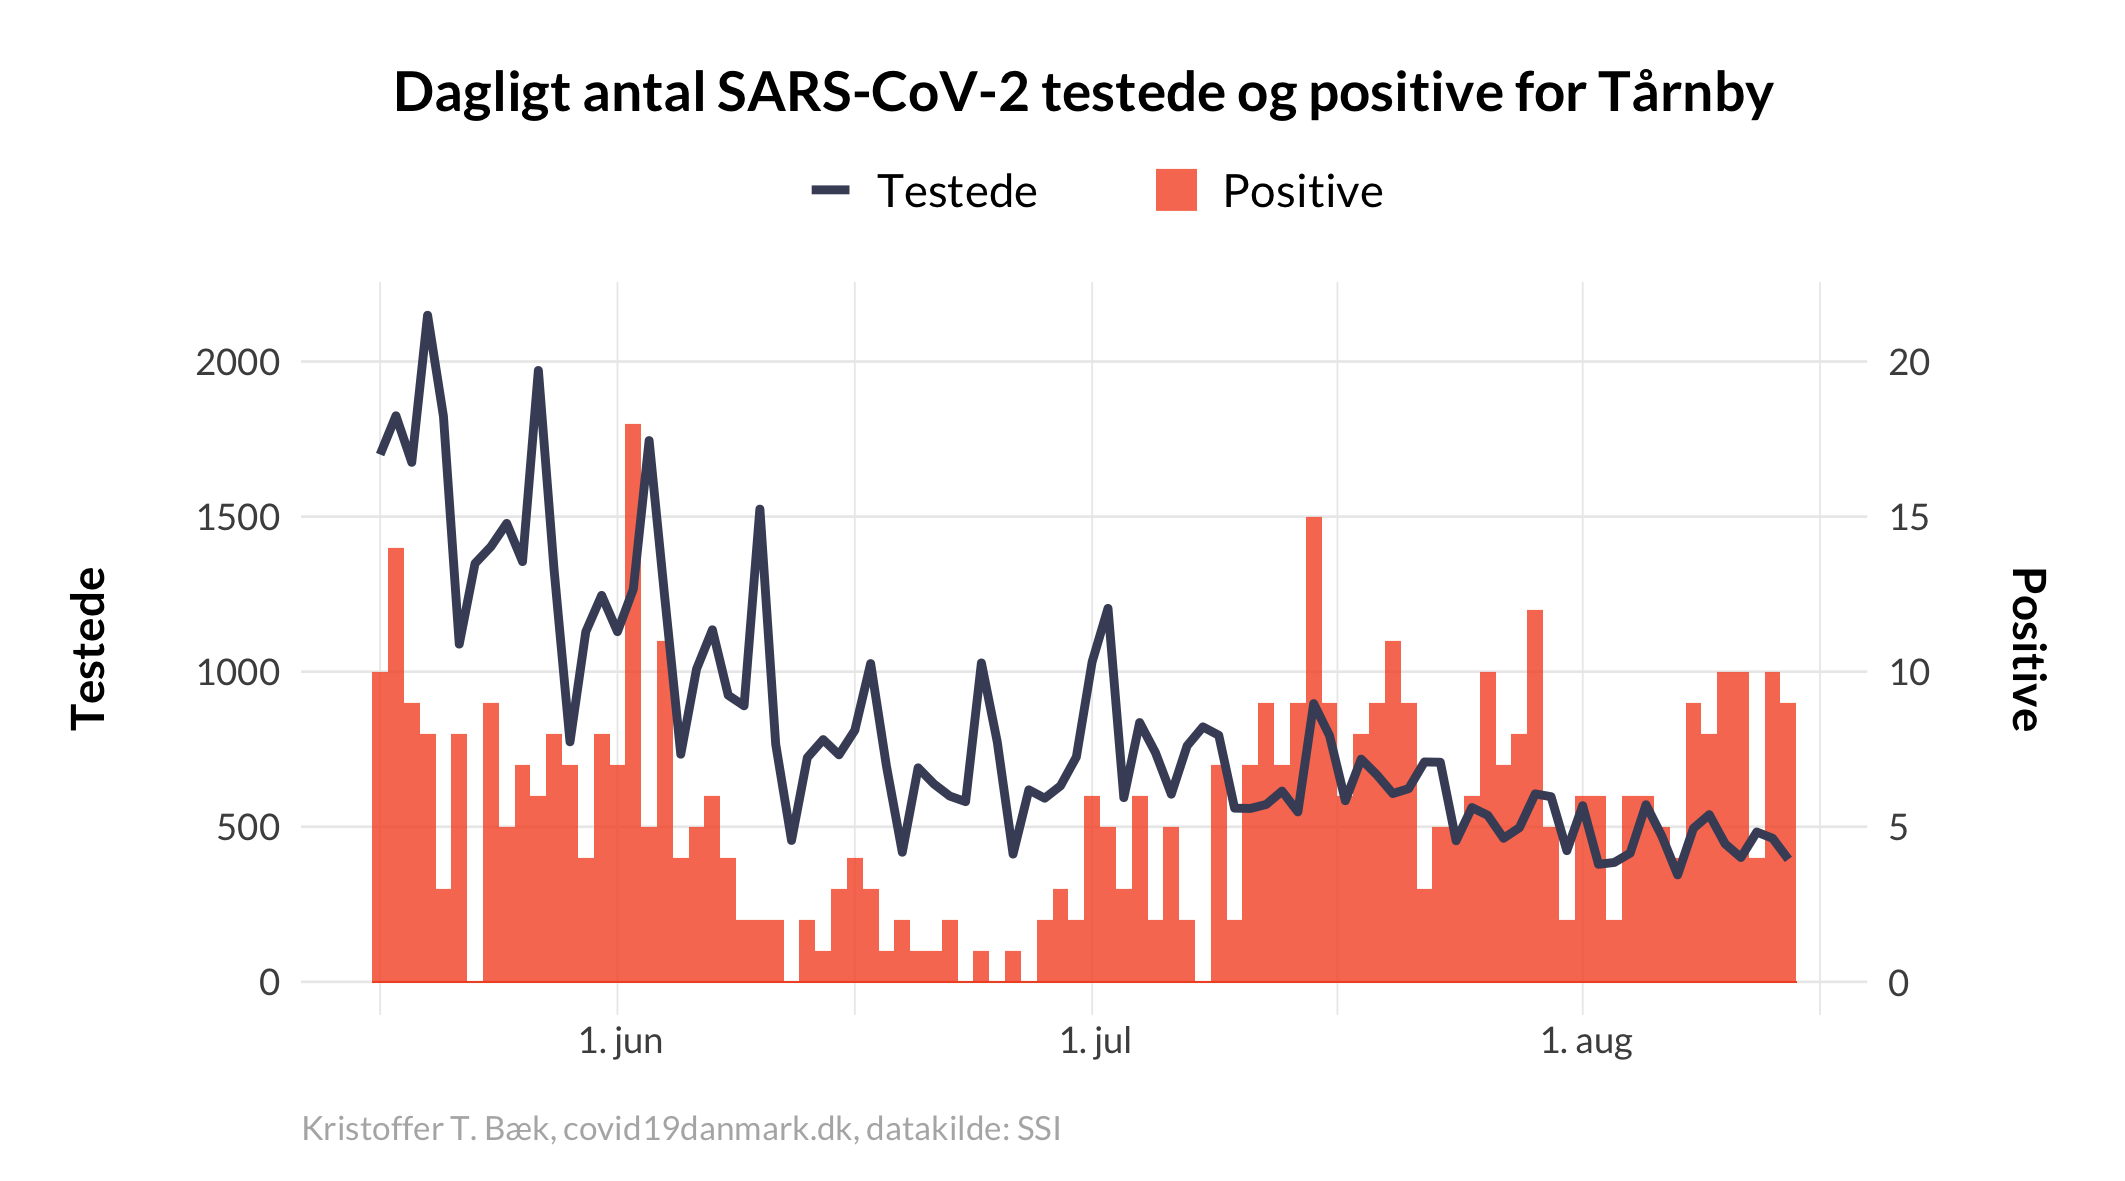 Dagligt antal SARS-CoV-2 testede og positive for Tårnby
Testede
Positive
2000
1500
1000
500
0
Testede
20
15
10
5
0
Positive
1. jun
1. jul
1. aug
Kristoffer T. Bæk, covid19danmark.dk, datakilde: SSI